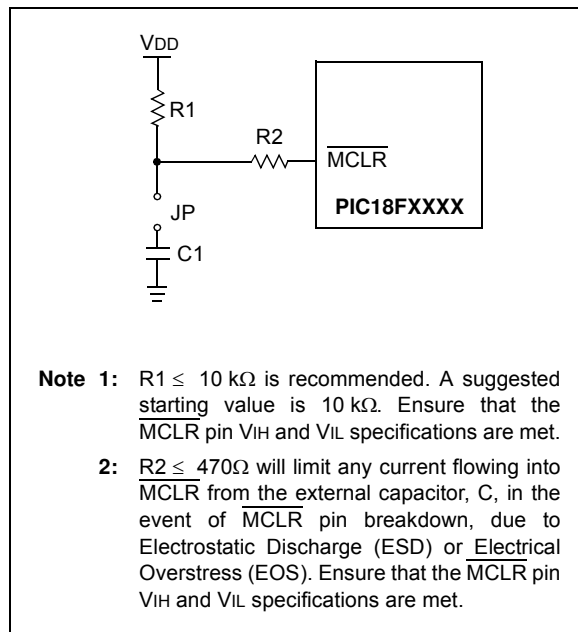 VDD
R1
R2
MCLR
JP
PIC18FXXXX
C1
Note 1: R1 ≤ 10 kΩ is recommended. A suggested
starting value is 10 kΩ. Ensure that the
MCLR pin VIH and VIL specifications are met.
2: R2 ≤ 470Ω will limit any current flowing into
MCLR from the external capacitor, C, in the
event of MCLR pin breakdown, due to
Electrostatic Discharge (ESD) or Electrical
Overstress (EOS). Ensure that the MCLR pin
VIH and VIL specifications are met.